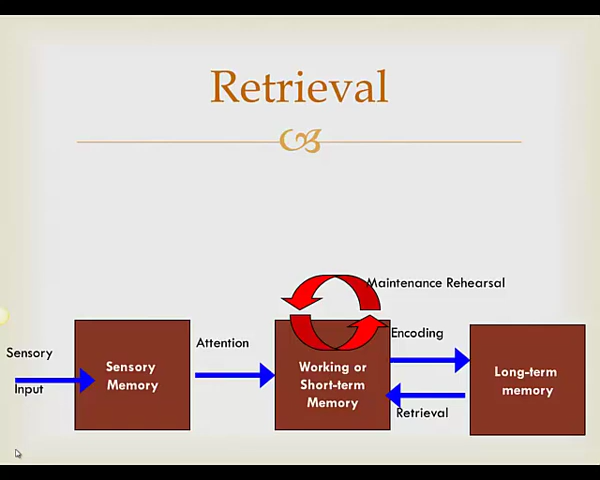 Retrieval
Maintenance Rehearsal
Sensory
Input
Sensory
Memory
Attention
Working or
Short-term
Memory
Encoding
Retrieval
Long-term
memory